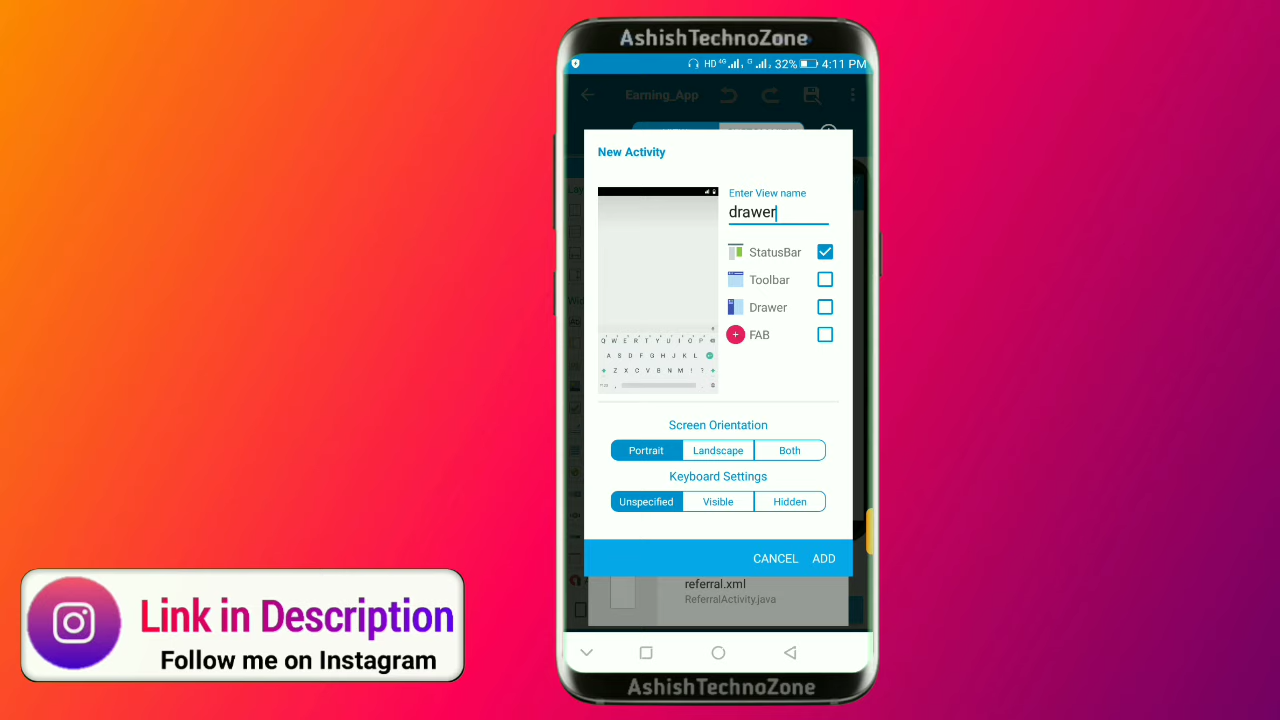 AshishTechnoZone
HD 4G G 32% 4:11 PM
Earning_App
New Activity
Enter View name
drawer
StatusBar
Toolbar
Drawer
FAB
Q W E R T Y U I O P
A S D F G H J K L
Z X C V B N M ! ?
Screen Orientation
Portrait Landscape Both
Keyboard Settings
Unspecified Visible Hidden
CANCEL ADD
referral.xml
ReferralActivity.java
AshishTechnoZone
Link in Description
Follow me on Instagram